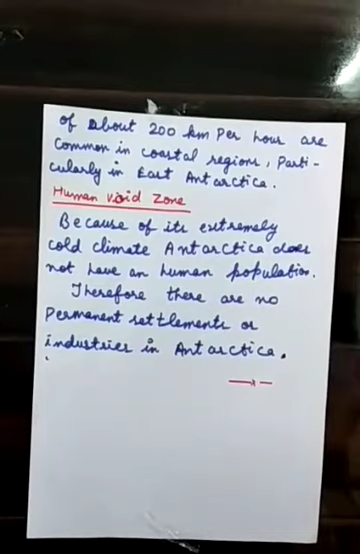 of about 200 km Per hour are
common in coastal regions, Parti-
cularly in East Antarctica.
Human Void Zone
Because of its extremely
cold climate Antarctica does
not have an human population.
Therefore there are no
Permanent settlements or
industries in Antarctica.